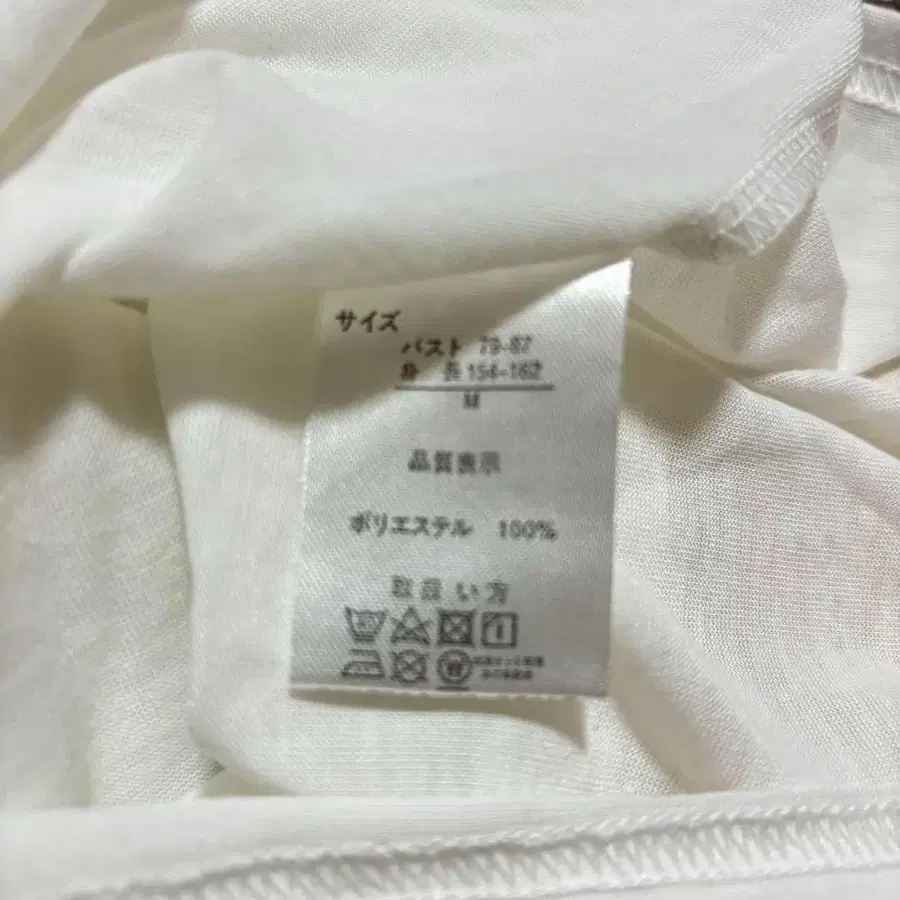 サイズ
バスト 79-87
身 長 154-162
M
品質表示
ポリエステル 100%
取扱い方